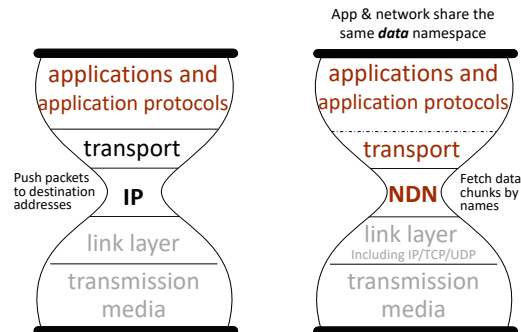 App & network share the
same data namespace
applications and
application protocols
transport
Push packets
to destination
addresses
IP
link layer
transmission
media
applications and
application protocols
transport
NDN
Fetch data
chunks by
names
link layer
Including IP/TCP/UDP
transmission
media